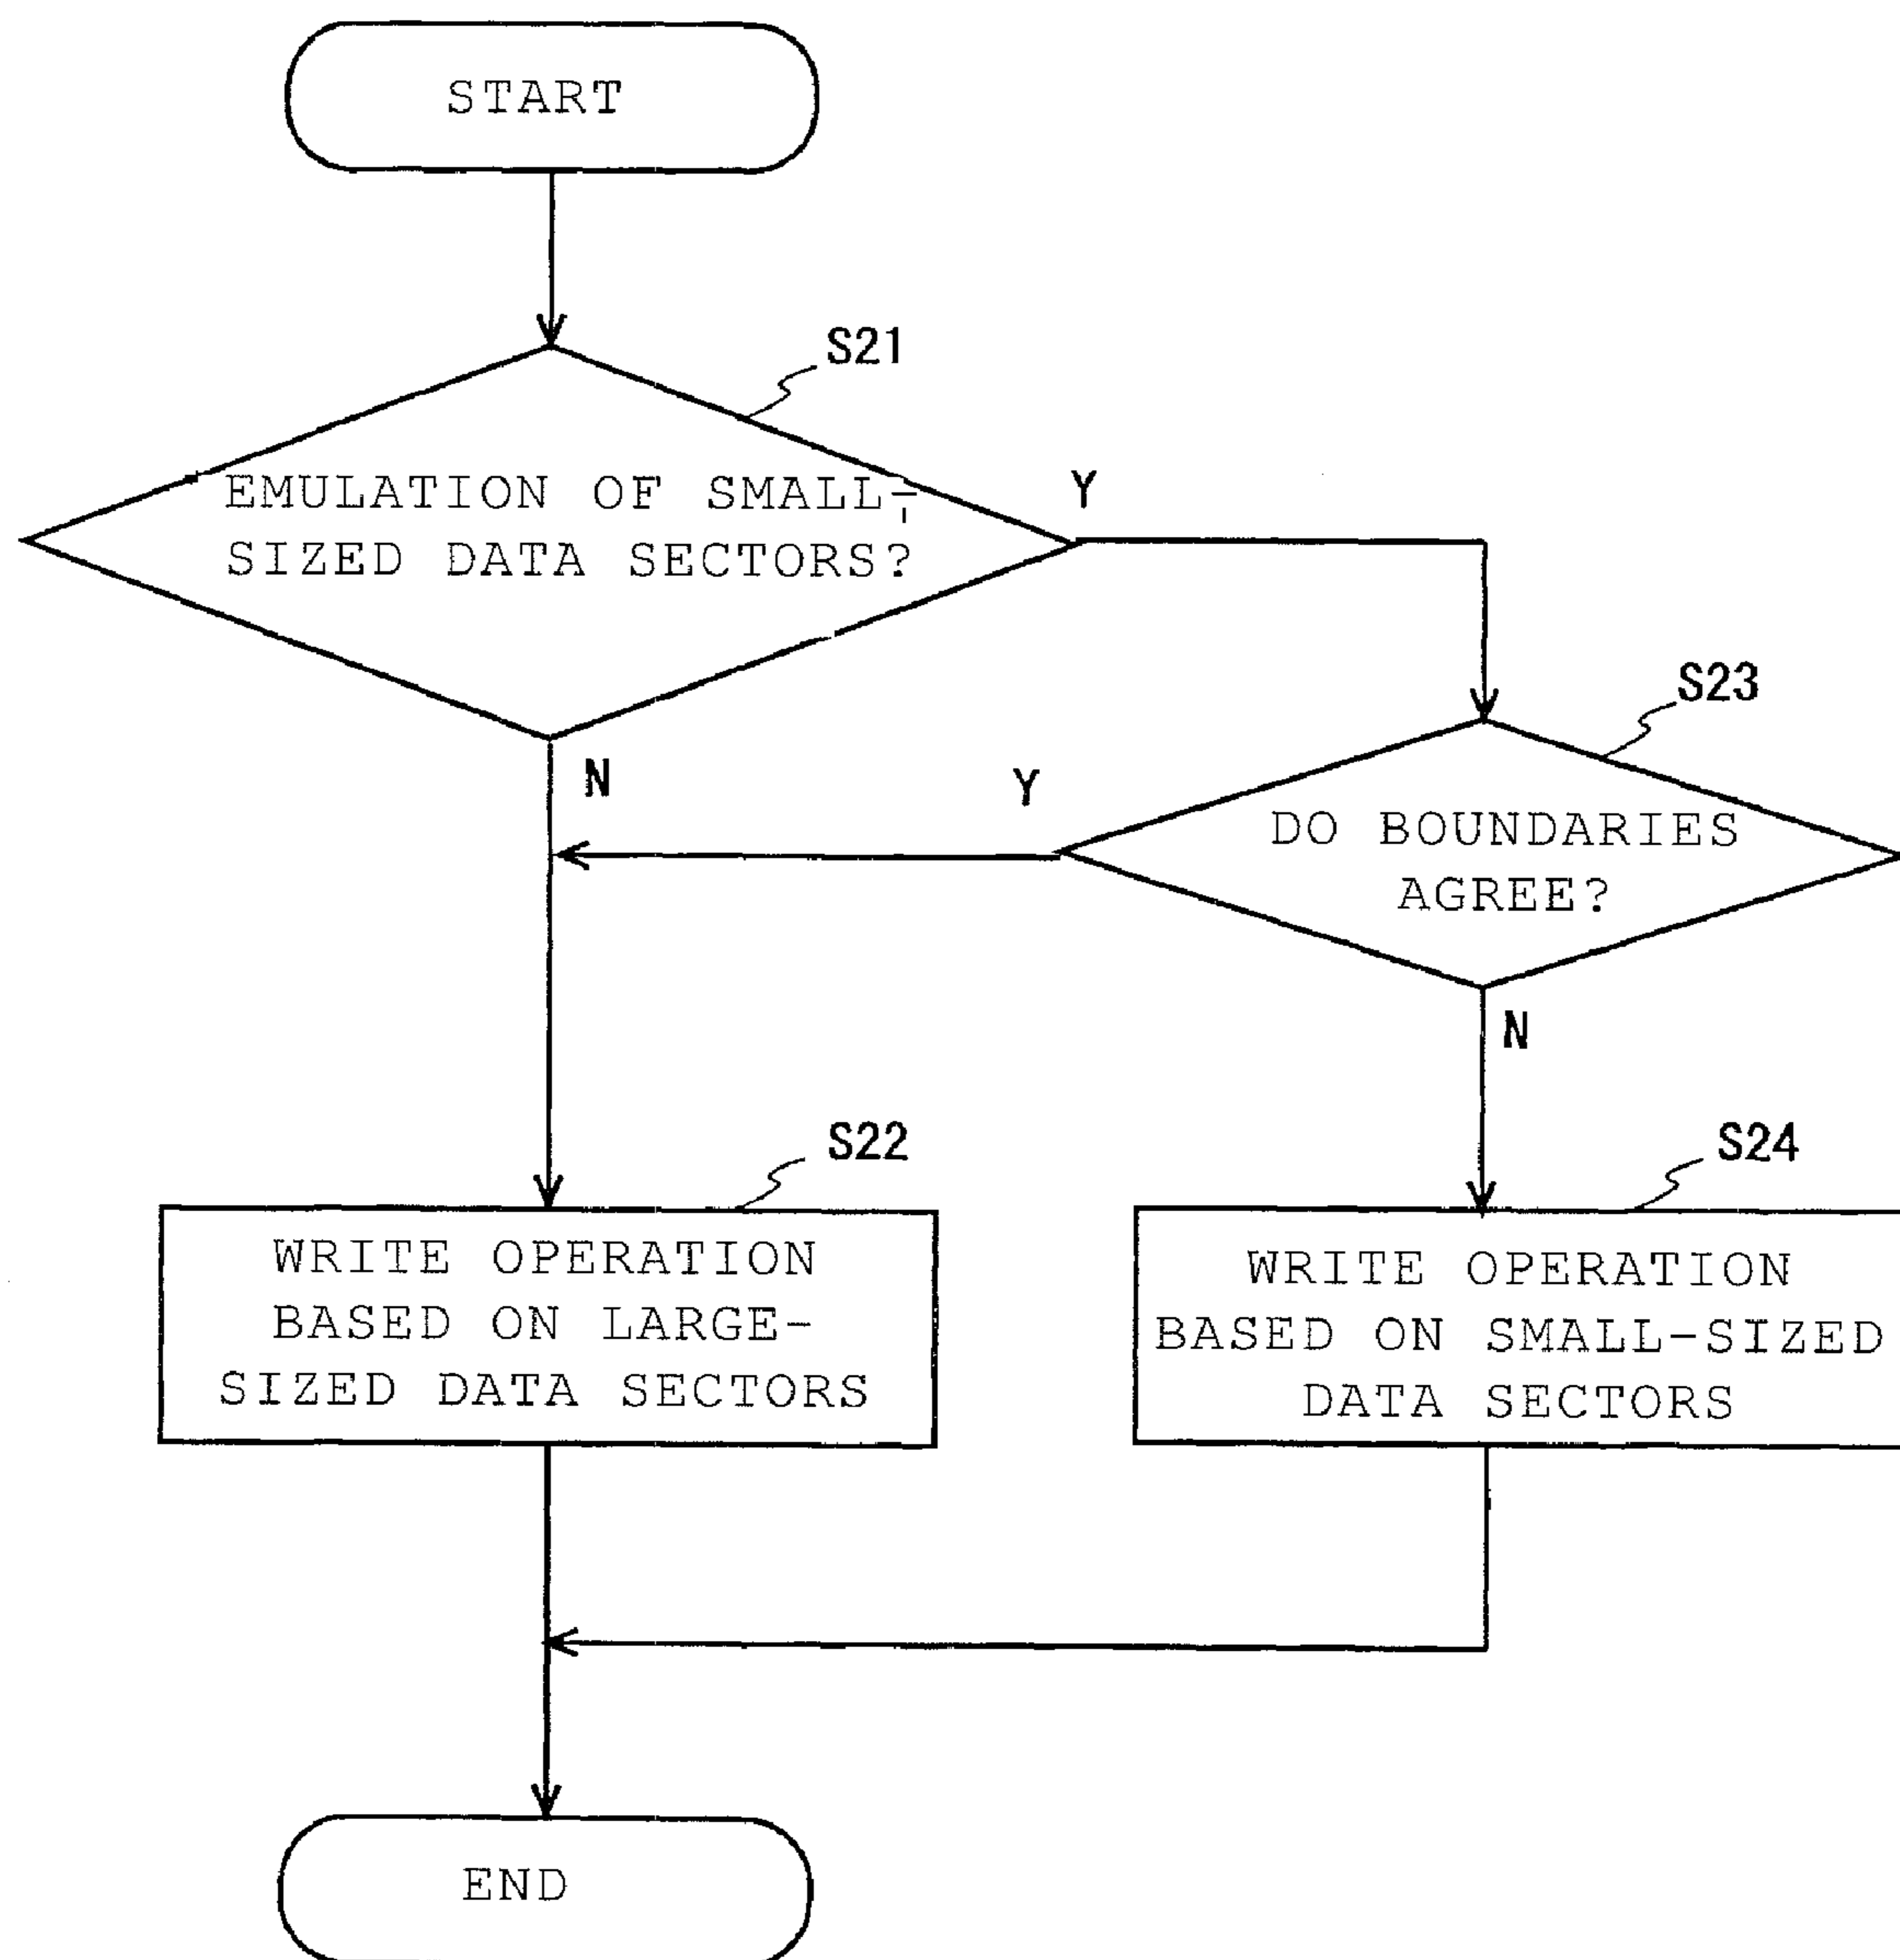 START
S21
EMULATION OF SMALL-
SIZED DATA SECTORS?
Y
S23
N
Y
DO BOUNDARIES
AGREE?
N
S22
S24
WRITE OPERATION
BASED ON LARGE-
SIZED DATA SECTORS
WRITE OPERATION
BASED ON SMALL-SIZED
DATA SECTORS
END